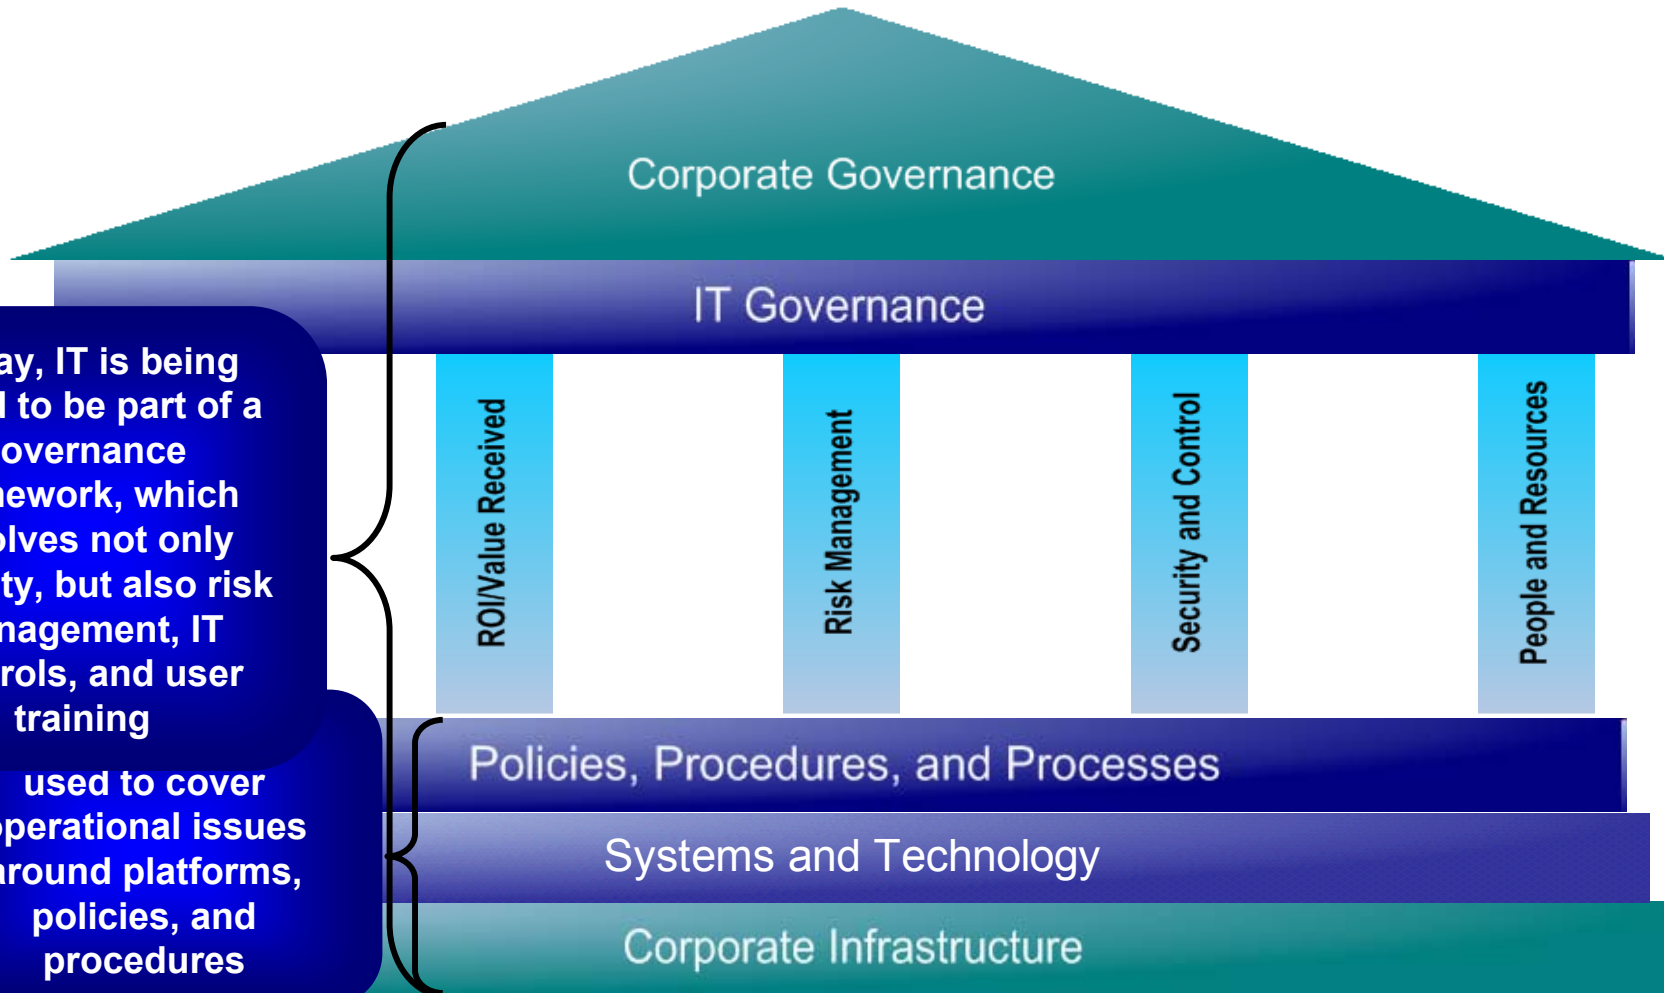 Corporate Governance
IT Governance
ay, IT is being
to be part of a
overnance
ework, which
olves not only
ty, but also risk
nagement, IT
rols, and user
training
used to cover
operational issues
around platforms,
policies, and
procedures
ROI/Value Received
Risk Management
Security and Control
People and Resources
Policies, Procedures, and Processes
Systems and Technology
Corporate Infrastructure